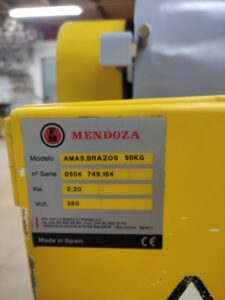 MENDOZA
Modelo AMAS.BRAZOS 50KG
nº Serie 0504 749.164
Kw. 2,20
Volt. 380
Made in Spain CE